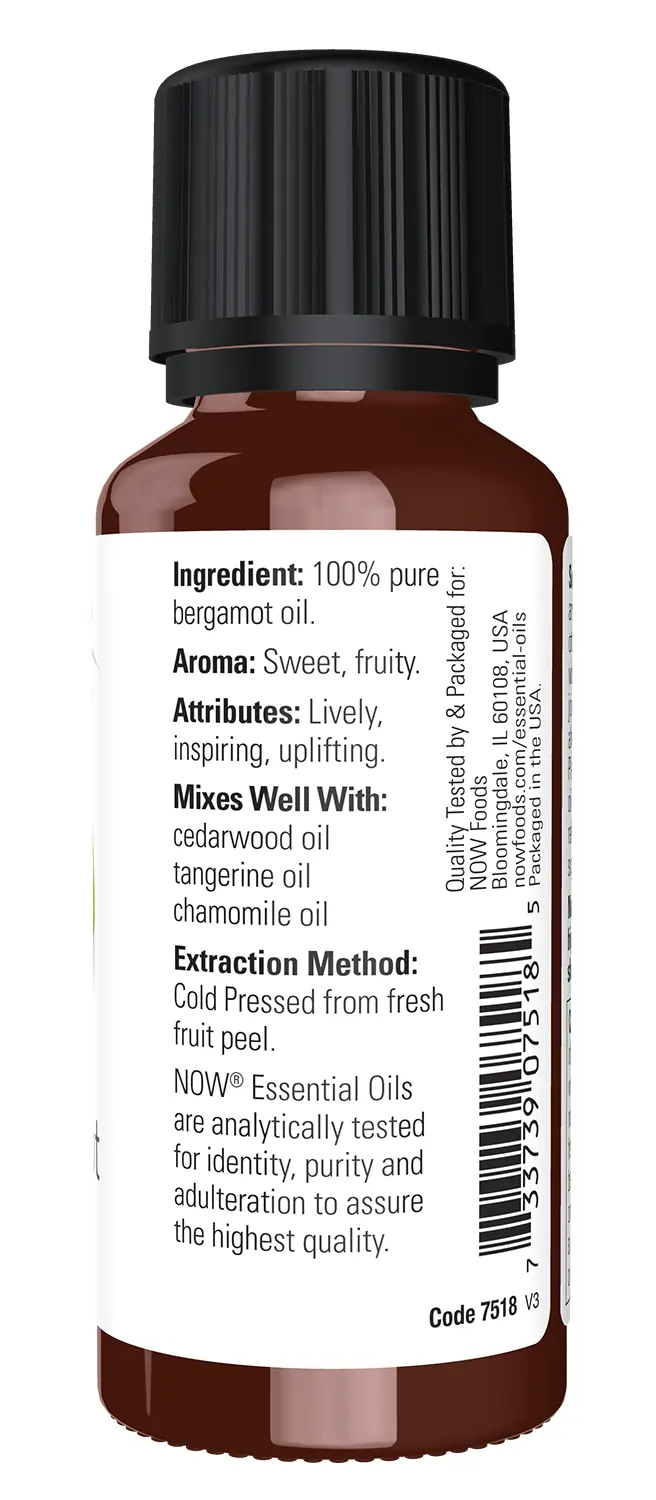 Ingredient: 100% pure
bergamot oil.
Aroma: Sweet, fruity.
Attributes: Lively,
inspiring, uplifting.
Mixes Well With:
cedarwood oil
tangerine oil
chamomile oil
Extraction Method:
Cold Pressed from fresh
fruit peel.
NOW® Essential Oils
are analytically tested
for identity, purity and
adulteration to assure
the highest quality.
Quality Tested by & Packaged for:
NOW Foods
Bloomingdale, IL 60108, USA
nowfoods.com/essential-oils
Packaged in the USA.
7 33739 07518 5
Code 7518 V3